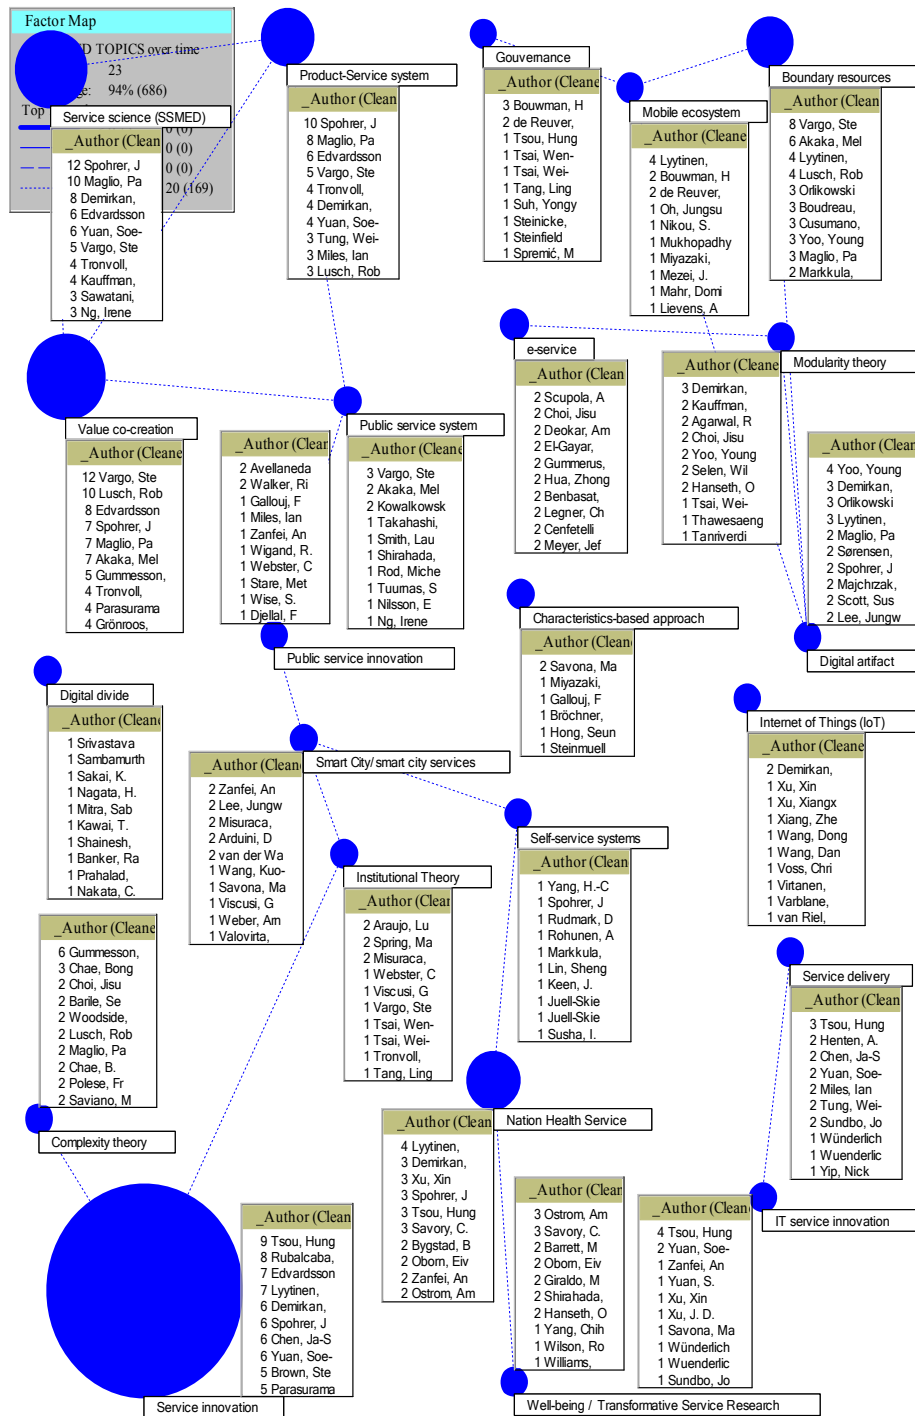 Factor Map
D TOPICS over time
23
ge: 94% (686)
Top
0 (0)
0 (0)
0 (0)
20 (169)
Service science (SSMED)
_Author (Clean
12 Spohrer, J
10 Maglio, Pa
8 Demirkan,
6 Edvardsson
6 Yuan, Soe-
5 Vargo, Ste
4 Tronvoll,
4 Kauffman,
3 Sawatani,
3 Ng, Irene
Product-Service system
_Author (Cleane
10 Spohrer, J
8 Maglio, Pa
6 Edvardsson
5 Vargo, Ste
4 Tronvoll,
4 Demirkan,
4 Yuan, Soe-
3 Tung, Wei-
3 Miles, Ian
3 Lusch, Rob
Gouvernance
_Author (Cleane
3 Bouwman, H
2 de Reuver,
1 Tsou, Hung
1 Tsai, Wen-
1 Tsai, Wei-
1 Tang, Ling
1 Suh, Yongy
1 Steinicke,
1 Steinfield
1 Spremić, M
Mobile ecosystem
_Author (Cleane
4 Lyytinen,
2 Bouwman, H
2 de Reuver,
1 Oh, Jungsu
1 Nikou, S.
1 Mukhopadhy
1 Miyazaki,
1 Mezei, J.
1 Mahr, Domi
1 Lievens, A
Boundary resources
_Author (Cleane
8 Vargo, Ste
6 Akaka, Mel
4 Lyytinen,
4 Lusch, Rob
3 Orlikowski
3 Boudreau,
3 Cusumano,
3 Yoo, Young
3 Maglio, Pa
2 Markkula,
Value co-creation
_Author (Cleane
12 Vargo, Ste
10 Lusch, Rob
8 Edvardsson
7 Spohrer, J
7 Maglio, Pa
7 Akaka, Mel
5 Gummesson,
4 Tronvoll,
4 Parasurama
4 Grönroos,
_Author (Cleane
2 Avellaneda
2 Walker, Ri
1 Gallouj, F
1 Miles, Ian
1 Zanfei, An
1 Wigand, R.
1 Webster, C
1 Stare, Met
1 Wise, S.
1 Djellal, F
Public service innovation
Public service system
_Author (Cleane
3 Vargo, Ste
2 Akaka, Mel
2 Kowalkowsk
1 Takahashi,
1 Smith, Lau
1 Shirahada,
1 Rod, Miche
1 Tuurnas, S
1 Nilsson, E
1 Ng, Irene
e-service
_Author (Cleane
2 Scupola, A
2 Choi, Jisu
2 Deokar, Am
2 El-Gayar,
2 Gummerus,
2 Hua, Zhong
2 Benbasat,
2 Legner, Ch
2 Cenfetelli
2 Meyer, Jef
Modularity theory
_Author (Cleane
3 Demirkan,
2 Kauffman,
2 Agarwal, R
2 Choi, Jisu
2 Yoo, Young
2 Selen, Wil
2 Hanseth, O
1 Tsai, Wei-
1 Thawesaeng
1 Tanriverdi
_Author (Cleane
4 Yoo, Young
3 Demirkan,
3 Orlikowski
3 Lyytinen,
2 Maglio, Pa
2 Sørensen,
2 Spohrer, J
2 Majchrzak,
2 Scott, Sus
2 Lee, Jungw
Digital artifact
Characteristics-based approach
_Author (Cleane
2 Savona, Ma
1 Miyazaki,
1 Gallouj, F
1 Bröchner,
1 Hong, Seun
1 Steinmuell
Digital divide
_Author (Cleane
1 Srivastava
1 Sambamurth
1 Sakai, K.
1 Nagata, H.
1 Mitra, Sab
1 Kawai, T.
1 Shainesh,
1 Banker, Ra
1 Prahalad,
1 Nakata, C.
Smart City/ smart city services
_Author (Cleane
2 Zanfei, An
2 Lee, Jungw
2 Misuraca,
2 Arduini, D
2 van der Wa
1 Wang, Kuo-
1 Savona, Ma
1 Viscusi, G
1 Weber, Am
1 Valovirta,
Internet of Things (IoT)
_Author (Cleane
2 Demirkan,
1 Xu, Xin
1 Xu, Xiangx
1 Xiang, Zhe
1 Wang, Dong
1 Wang, Dan
1 Voss, Chri
1 Virtanen,
1 Varblane,
1 van Riel,
Self-service systems
_Author (Cleane
1 Yang, H.-C
1 Spohrer, J
1 Rudmark, D
1 Rohunen, A
1 Markkula,
1 Lin, Sheng
1 Keen, J.
1 Juell-Skie
1 Juell-Skie
1 Susha, I.
Institutional Theory
_Author (Clean
2 Araujo, Lu
2 Spring, Ma
2 Misuraca,
1 Webster, C
1 Viscusi, G
1 Vargo, Ste
1 Tsai, Wen-
1 Tsai, Wei-
1 Tronvoll,
1 Tang, Ling
_Author (Cleane
6 Gummesson,
3 Chae, Bong
2 Choi, Jisu
2 Barile, Se
2 Woodside,
2 Lusch, Rob
2 Maglio, Pa
2 Chae, B.
2 Polese, Fr
2 Saviano, M
Complexity theory
Service delivery
_Author (Cleane
3 Tsou, Hung
2 Henten, A.
2 Chen, Ja-S
2 Yuan, Soe-
2 Miles, Ian
2 Tung, Wei-
2 Sundbo, Jo
1 Wünderlich
1 Wuenderlic
1 Yip, Nick
IT service innovation
Nation Health Service
_Author (Clean
4 Lyytinen,
3 Demirkan,
3 Xu, Xin
3 Spohrer, J
3 Tsou, Hung
3 Savory, C.
2 Bygstad, B
2 Oborn, Eiv
2 Zanfei, An
2 Ostrom, Am
_Author (Cleane
3 Ostrom, Am
3 Savory, C.
2 Barrett, M
2 Oborn, Eiv
2 Giraldo, M
2 Shirahada,
2 Hanseth, O
1 Yang, Chih
1 Wilson, Ro
1 Williams,
Well-being / Transformative Service Research
_Author (Clean
4 Tsou, Hung
2 Yuan, Soe-
1 Zanfei, An
1 Yuan, S.
1 Xu, Xin
1 Xu, J. D.
1 Savona, Ma
1 Wünderlich
1 Wuenderlic
1 Sundbo, Jo
_Author (Clean
9 Tsou, Hung
8 Rubalcaba,
7 Edvardsson
7 Lyytinen,
6 Demirkan,
6 Spohrer, J
6 Chen, Ja-S
6 Yuan, Soe-
5 Brown, Ste
5 Parasurama
Service innovation